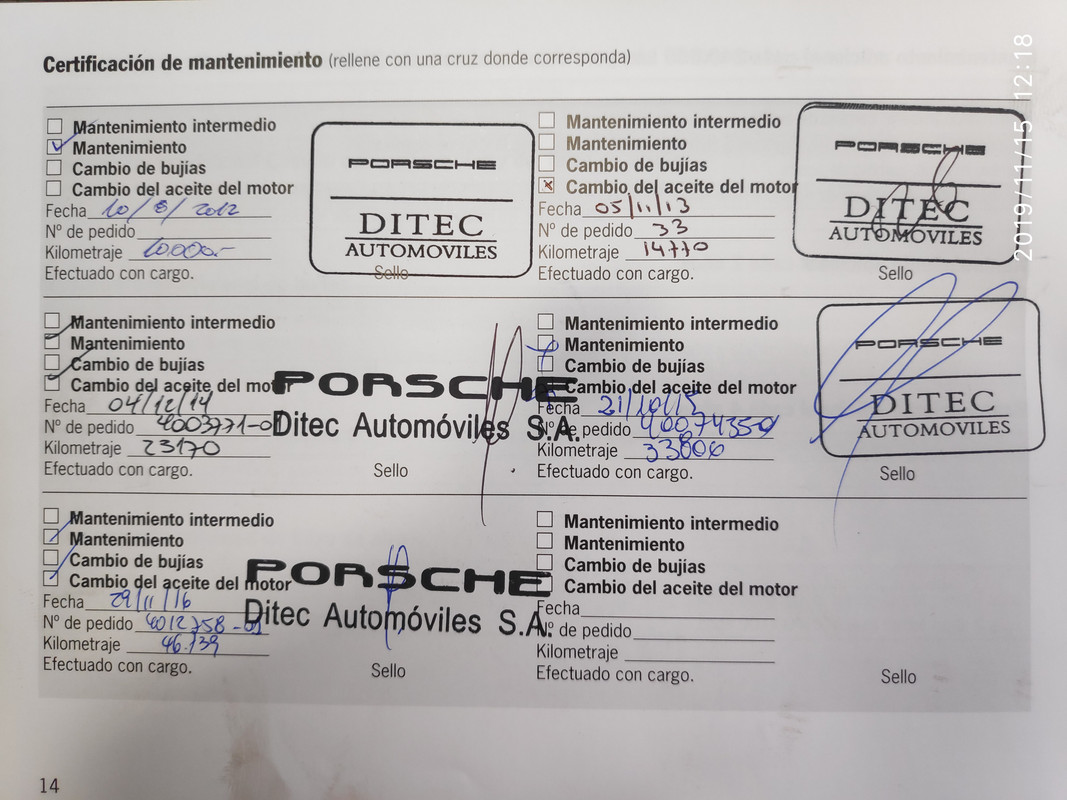 Certificación de mantenimiento (rellene con una cruz donde corresponda)
Mantenimiento intermedio
Mantenimiento
Cambio de bujías
Cambio del aceite del motor
Fecha 10/8/2012
Nº de pedido
Kilometraje 10.000.-
Efectuado con cargo.
PORSCHE
DITEC
AUTOMOVILES
Sello
Mantenimiento intermedio
Mantenimiento
Cambio de bujías
Cambio del aceite del motor
Fecha 05/11/13
Nº de pedido 33
Kilometraje 14770
Efectuado con cargo.
PORSCHE
DITEC
AUTOMOVILES
Sello
Mantenimiento intermedio
Mantenimiento
Cambio de bujías
Cambio del aceite del motor
Fecha 04/12/14
Nº de pedido 4003771-01
Kilometraje 23170
Efectuado con cargo.
PORSCHE
Ditec Automóviles S.A.
Sello
Mantenimiento intermedio
Mantenimiento
Cambio de bujías
Cambio del aceite del motor
Fecha 21/10/15
Nº de pedido
Kilometraje 33806
Efectuado con cargo.
PORSCHE
DITEC
AUTOMOVILES
Sello
Mantenimiento intermedio
Mantenimiento
Cambio de bujías
Cambio del aceite del motor
Fecha 29/11/16
Nº de pedido 4012758-01
Kilometraje 46.139
Efectuado con cargo.
PORSCHE
Ditec Automóviles S.A.
Sello
Mantenimiento intermedio
Mantenimiento
Cambio de bujías
Cambio del aceite del motor
Fecha
Nº de pedido
Kilometraje
Efectuado con cargo.
Sello
14
2019/11/15 12:18